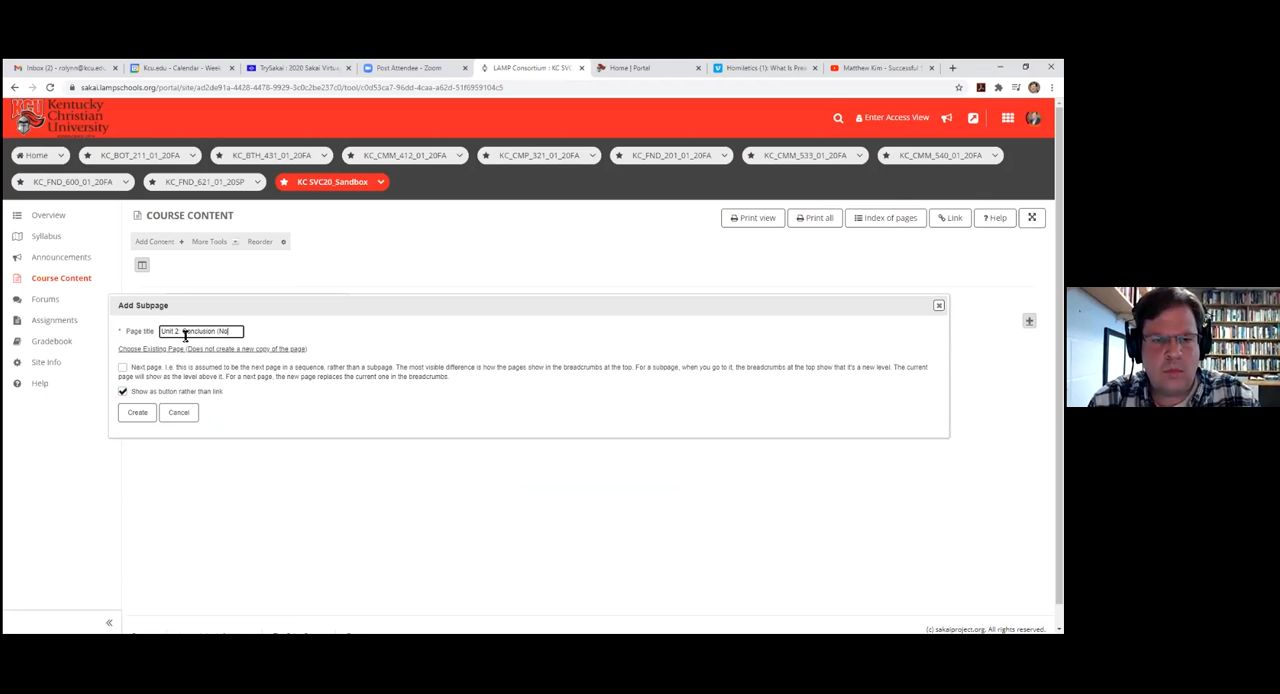 Inbox (2) - rolynn@kcu.ed
Kcu.edu - Calendar - Week
TrySakai : 2020 Sakai Virtu
Post Attendee - Zoom
LAMP Consortium : KC SVC
Home | Portal
Homiletics (1): What Is Prea
Matthew Kim - Successful S
sakai.lampschools.org/portal/site/ad2de91a-4428-4478-9929-3c0c2be237c0/tool/c0d53ca7-96dd-4caa-a62d-51f6959104c5
Kentucky
Christian
UNIVERSITY
Enter Access View
Home
KC_BOT_211_01_20FA
KC_BTH_431_01_20FA
KC_CMM_412_01_20FA
KC_CMP_321_01_20FA
KC_FND_201_01_20FA
KC_CMM_533_01_20FA
KC_CMM_540_01_20FA
KC_FND_600_01_20FA
KC_FND_621_01_20SP
KC SVC20_Sandbox
Overview
Syllabus
Announcements
Course Content
Forums
Assignments
Gradebook
Site Info
Help
COURSE CONTENT
Print view
Print all
Index of pages
Link
Help
Add Content
More Tools
Reorder
Add Subpage
* Page title
Unit 2: Conclusion (No
Choose Existing Page (Does not create a new copy of the page)
Next page. I.e. this is assumed to be the next page in a sequence, rather than a subpage. The most visible difference is how the pages show in the breadcrumbs at the top. For a subpage, when you go to it, the breadcrumbs at the top show that it's a new level. The current
page will show as the level above it. For a next page, the new page replaces the current one in the breadcrumbs.
Show as button rather than link
Create
Cancel
(c) sakaiproject.org. All rights reserved.